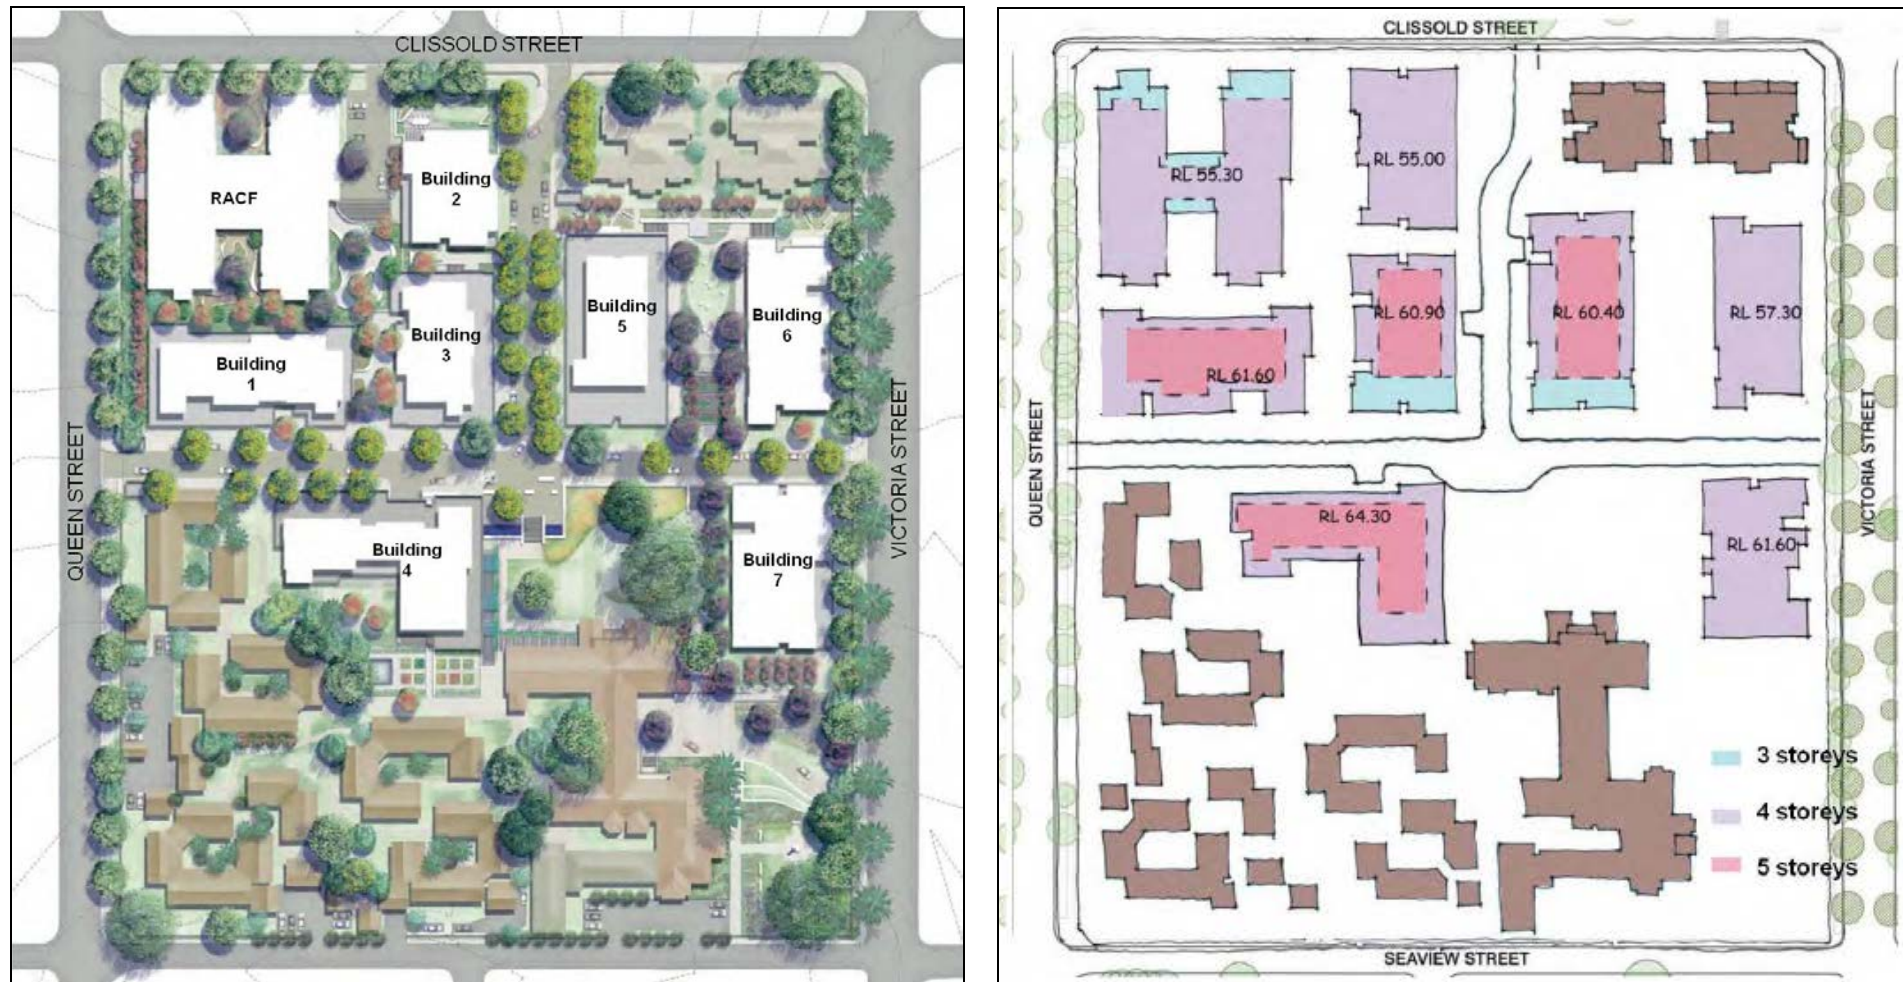 CLISSOLD STREET
RACF
Building
2
Building
1
Building
3
Building
5
Building
6
QUEEN STREET
VICTORIA STREET
Building
4
Building
7
CLISSOLD STREET
RL 55.30
RL 55.00
RL 61.60
RL 60.90
RL 60.40
RL 57.30
QUEEN STREET
VICTORIA STREET
RL 64.30
RL 61.60
3 storeys
4 storeys
5 storeys
SEAVIEW STREET